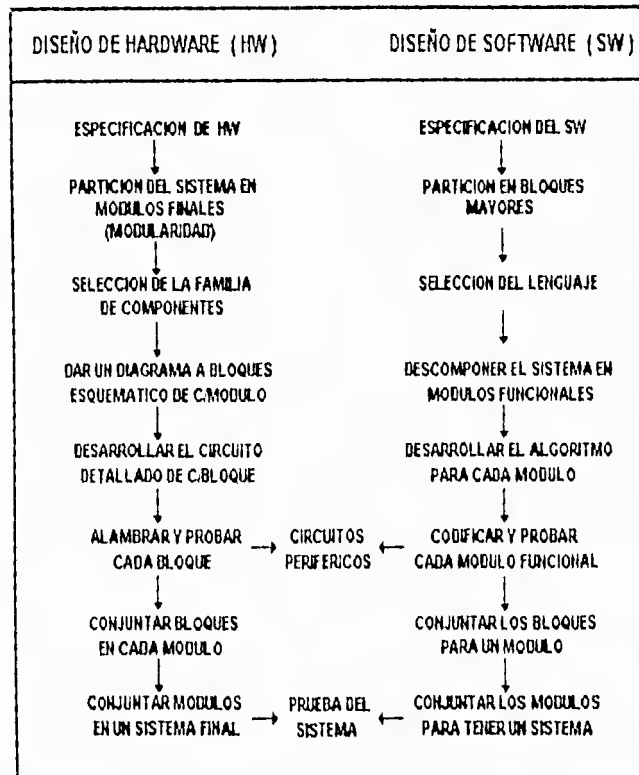 DISEÑO DE HARDWARE (HW)
DISEÑO DE SOFTWARE (SW)
ESPECIFICACION DE HW
PARTICION DEL SISTEMA EN
MODULOS FINALES
(MODULARIDAD)
SELECCION DE LA FAMILIA
DE COMPONENTES
DAR UN DIAGRAMA A BLOQUES
ESQUEMATICO DE C/MODULO
DESARROLLAR EL CIRCUITO
DETALLADO DE C/BLOQUE
ALAMBRAR Y PROBAR
CADA BLOQUE
CONJUNTAR BLOQUES
EN CADA MODULO
CONJUNTAR MODULOS
EN UN SISTEMA FINAL
CIRCUITOS
PERIFERICOS
PRUEBA DEL
SISTEMA
ESPECIFICACION DEL SW
PARTICION EN BLOQUES
MAYORES
SELECCION DEL LENGUAJE
DESCOMPONER EL SISTEMA EN
MODULOS FUNCIONALES
DESARROLLAR EL ALGORITMO
PARA CADA MODULO
CODIFICAR Y PROBAR
CADA MODULO FUNCIONAL
CONJUNTAR LOS BLOQUES
PARA UN MODULO
CONJUNTAR LOS MODULOS
PARA TENER UN SISTEMA